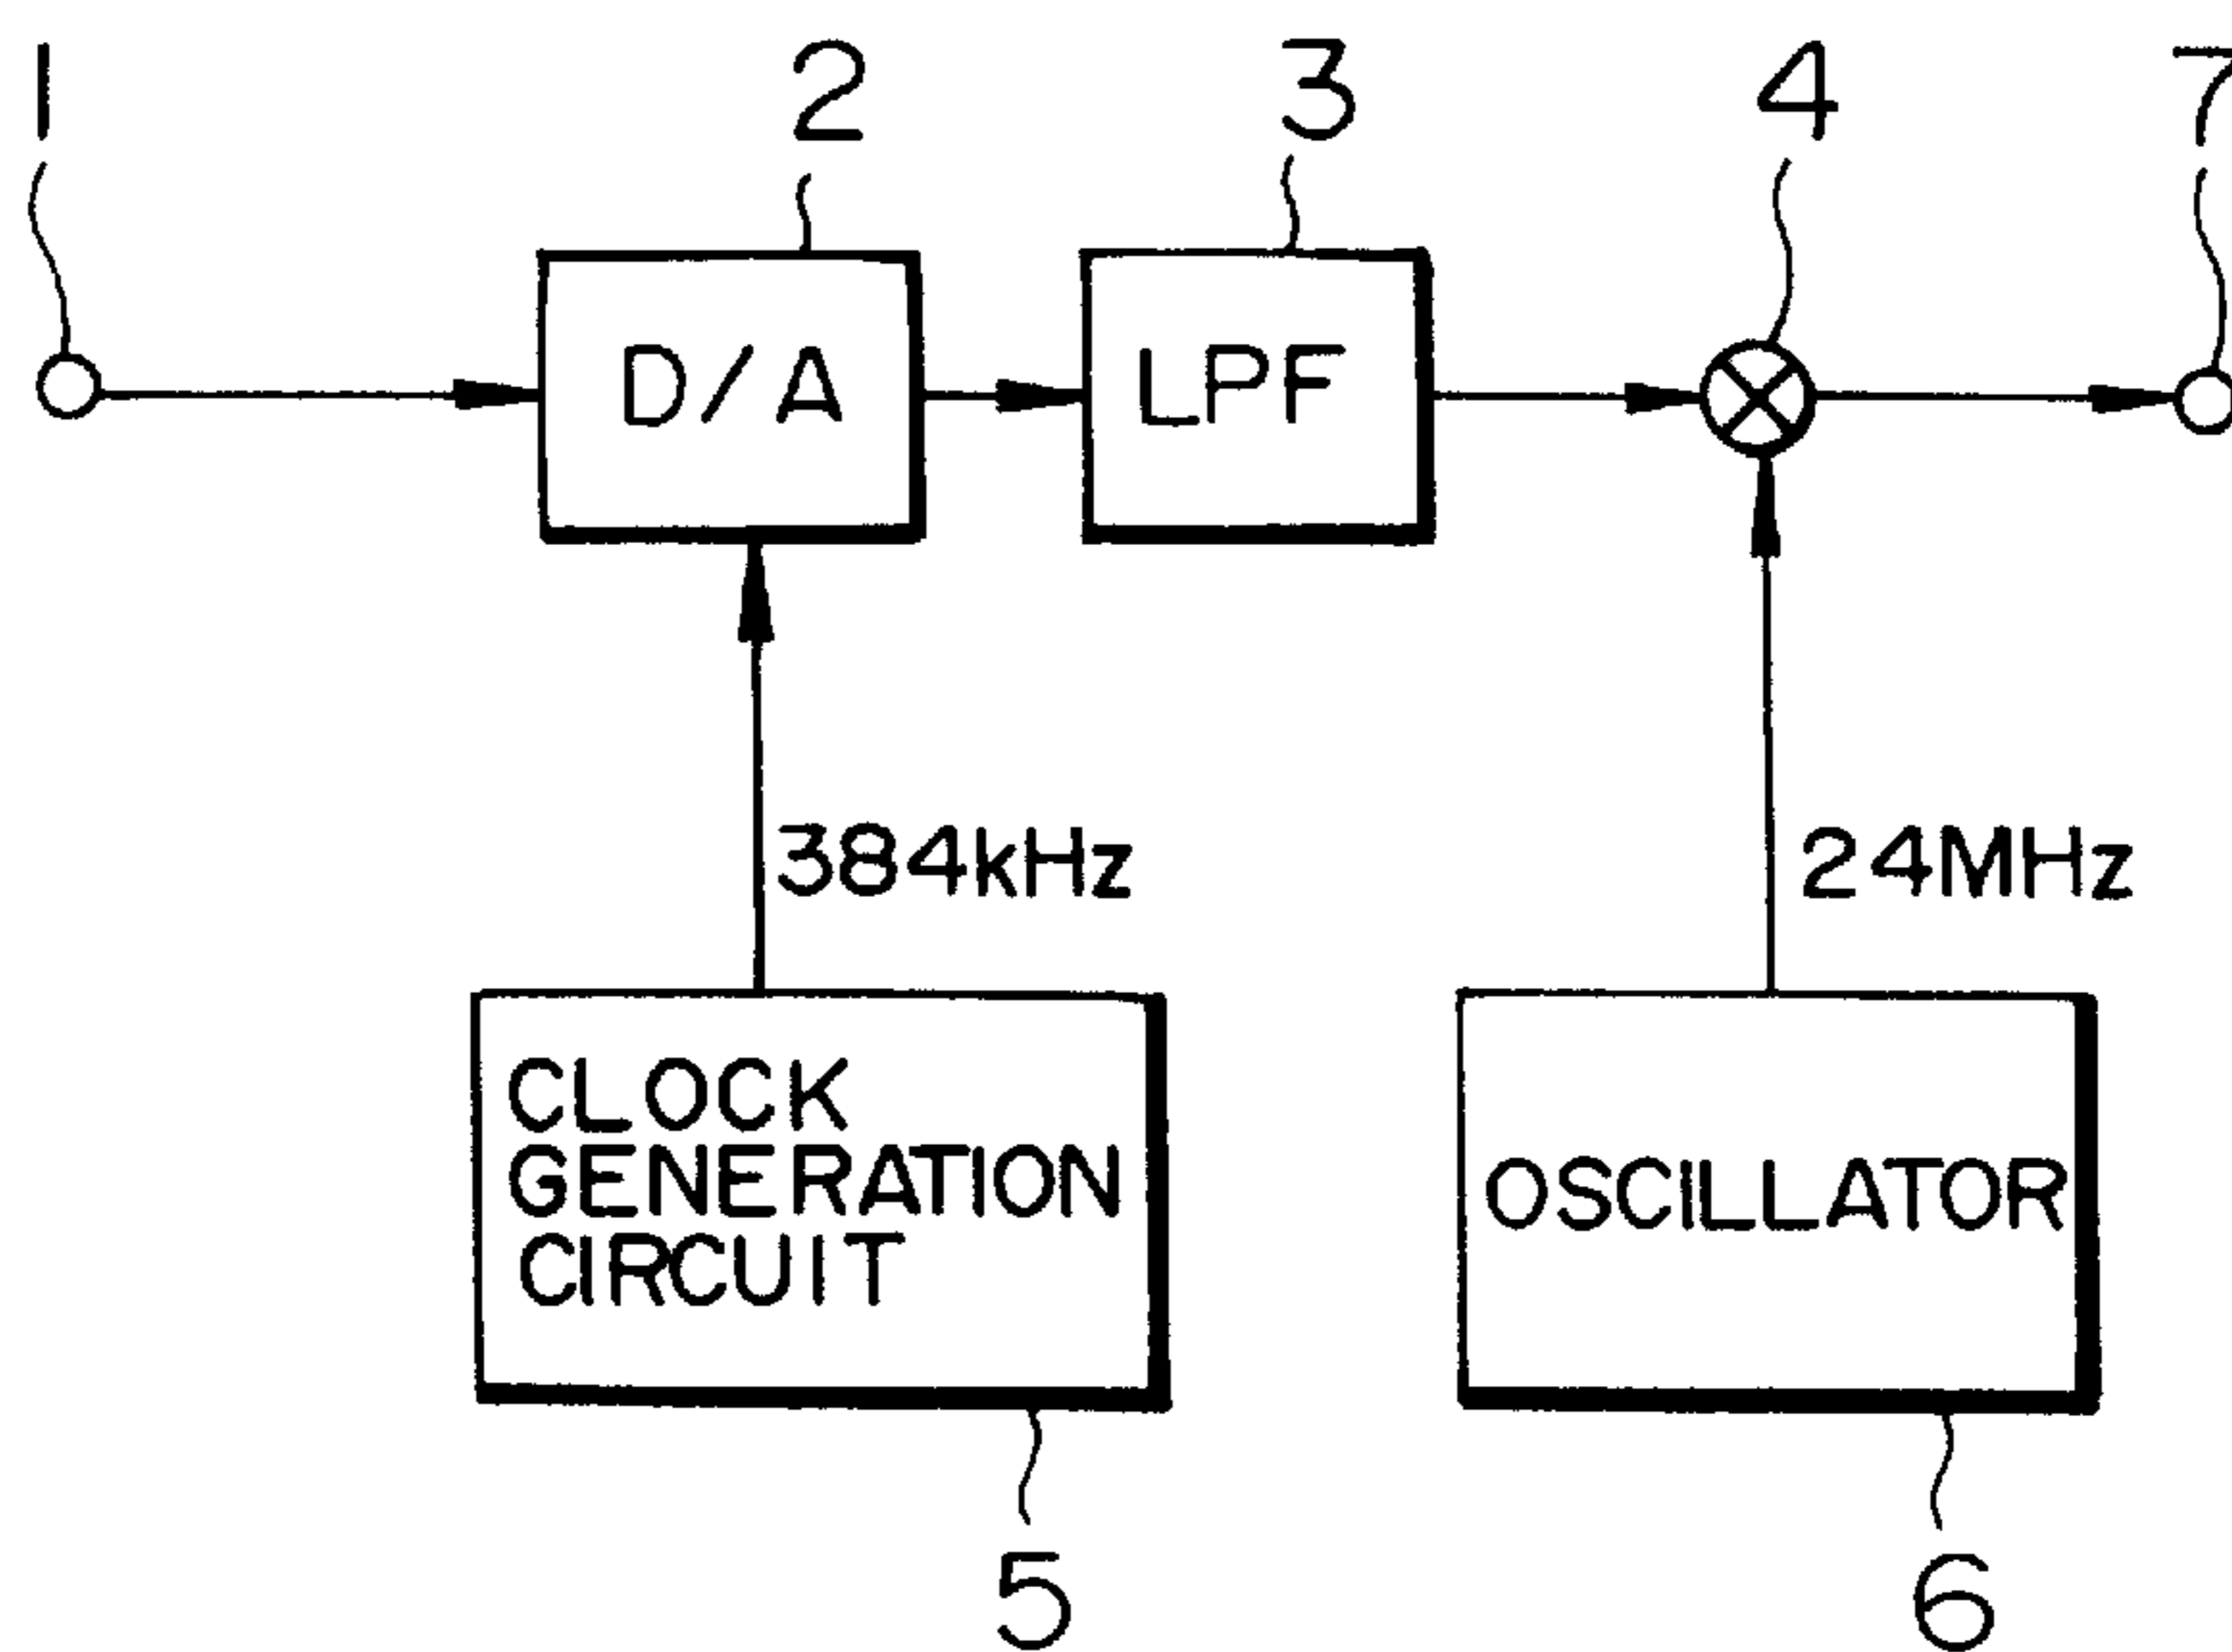 1 2 3 4 7
D/A LPF
384kHz 24MHz
CLOCK
GENERATION
CIRCUIT
OSCILLATOR
5 6